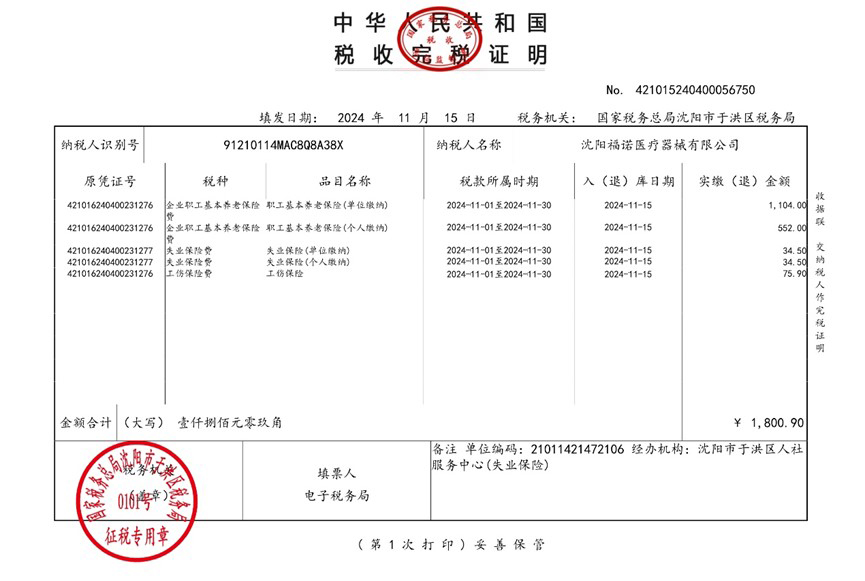 中华人民共和国
税收完税证明
No. 421015240400056750
填发日期: 2024 年 11 月 15 日 税务机关: 国家税务总局沈阳市于洪区税务局
纳税人识别号 91210114MAC8Q8A38X 纳税人名称 沈阳福诺医疗器械有限公司
原凭证号 税种 品目名称 税款所属时期 入(退)库日期 实缴(退)金额
421016240400231276 企业职工基本养老保险费 职工基本养老保险(单位缴纳) 2024-11-01至2024-11-30 2024-11-15 1,104.00
421016240400231276 企业职工基本养老保险费 职工基本养老保险(个人缴纳) 2024-11-01至2024-11-30 2024-11-15 552.00
421016240400231277 失业保险费 失业保险(单位缴纳) 2024-11-01至2024-11-30 2024-11-15 34.50
421016240400231277 失业保险费 失业保险(个人缴纳) 2024-11-01至2024-11-30 2024-11-15 34.50
421016240400231276 工伤保险费 工伤保险 2024-11-01至2024-11-30 2024-11-15 75.90
收据联 交纳税人作完税证明
金额合计 (大写) 壹仟捌佰元零玖角 ¥ 1,800.90
税务机关
(盖章)
国家税务总局沈阳市于洪区税务局
0101号
征税专用章
填票人
电子税务局
备注 单位编码: 21011421472106 经办机构: 沈阳市于洪区人社
服务中心(失业保险)
(第1次打印)妥善保管